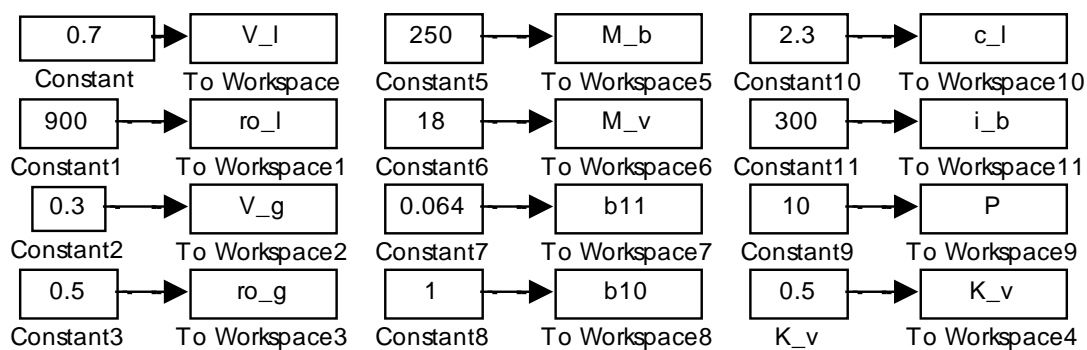 0.7 V_l 250 M_b 2.3 c_l
Constant To Workspace Constant5 To Workspace5 Constant10 To Workspace10
900 ro_l 18 M_v 300 i_b
Constant1 To Workspace1 Constant6 To Workspace6 Constant11 To Workspace11
0.3 V_g 0.064 b11 10 P
Constant2 To Workspace2 Constant7 To Workspace7 Constant9 To Workspace9
0.5 ro_g 1 b10 0.5 K_v
Constant3 To Workspace3 Constant8 To Workspace8 K_v To Workspace4